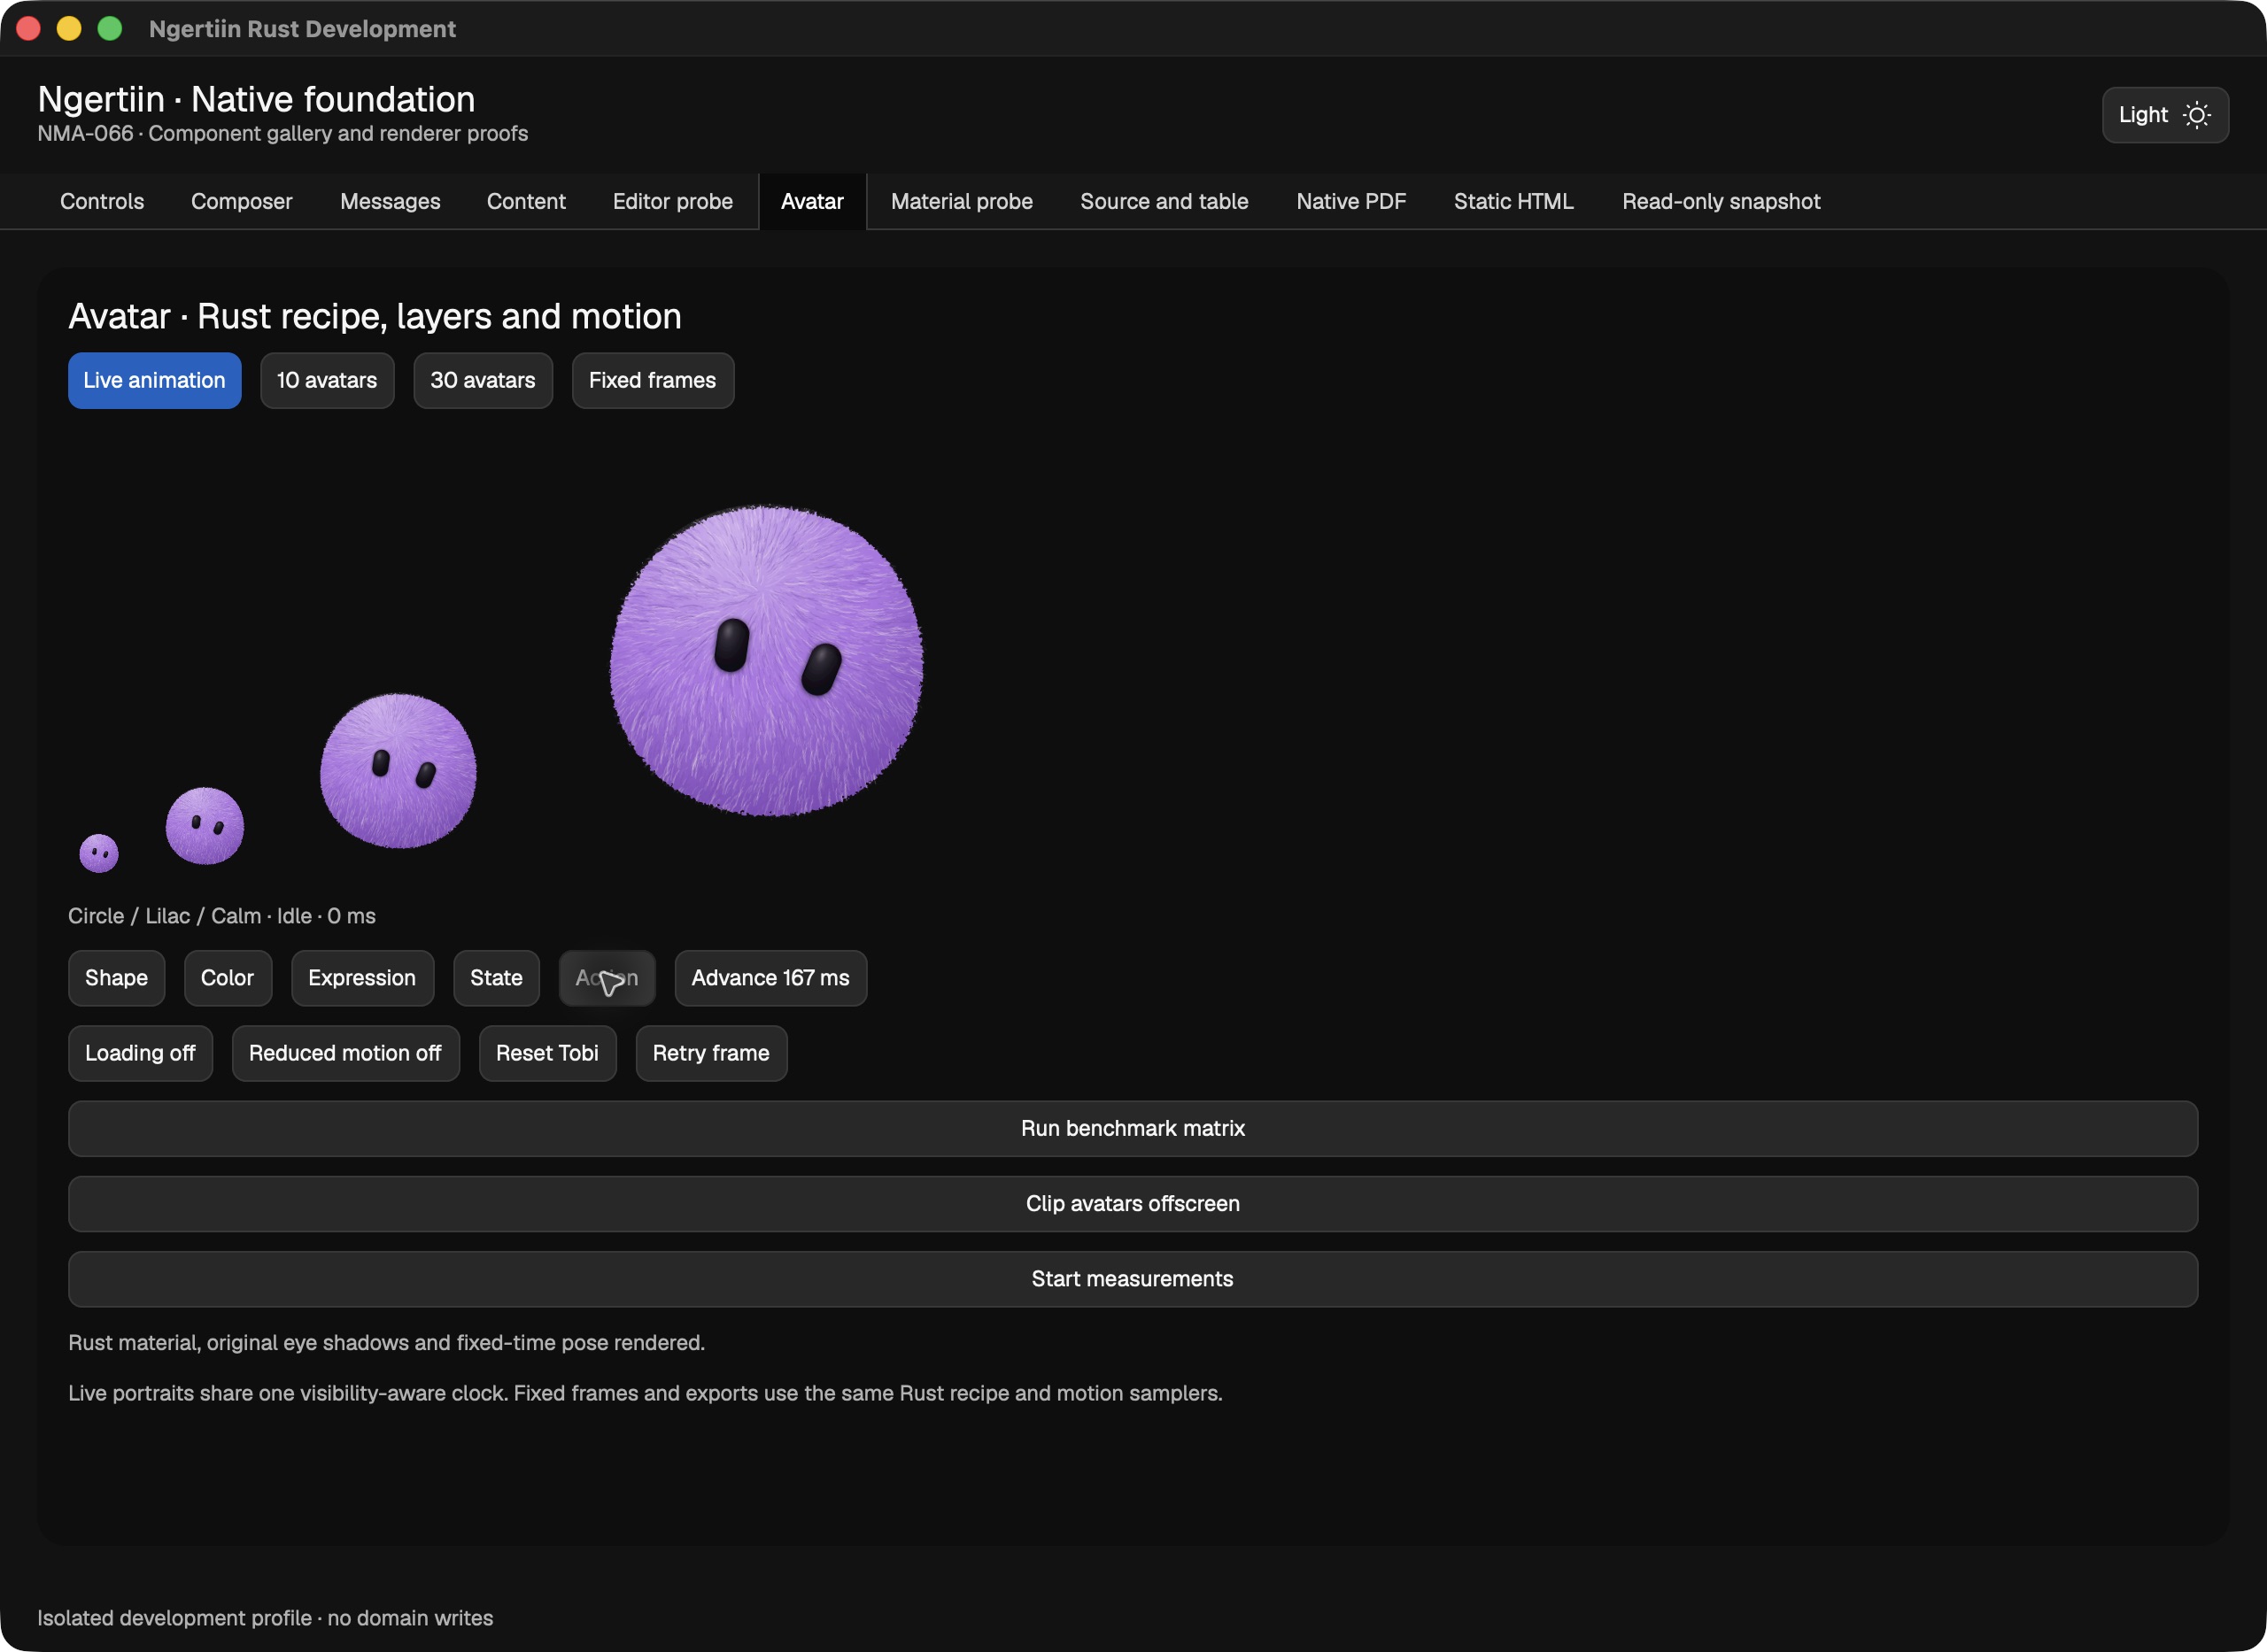 Ngertiin Rust Development
Ngertiin · Native foundation
NMA-066 · Component gallery and renderer proofs
Light
Controls Composer Messages Content Editor probe Avatar Material probe Source and table Native PDF Static HTML Read-only snapshot
Avatar · Rust recipe, layers and motion
Live animation 10 avatars 30 avatars Fixed frames
Circle / Lilac / Calm · Idle · 0 ms
Shape Color Expression State Action Advance 167 ms
Loading off Reduced motion off Reset Tobi Retry frame
Run benchmark matrix
Clip avatars offscreen
Start measurements
Rust material, original eye shadows and fixed-time pose rendered.
Live portraits share one visibility-aware clock. Fixed frames and exports use the same Rust recipe and motion samplers.
Isolated development profile · no domain writes